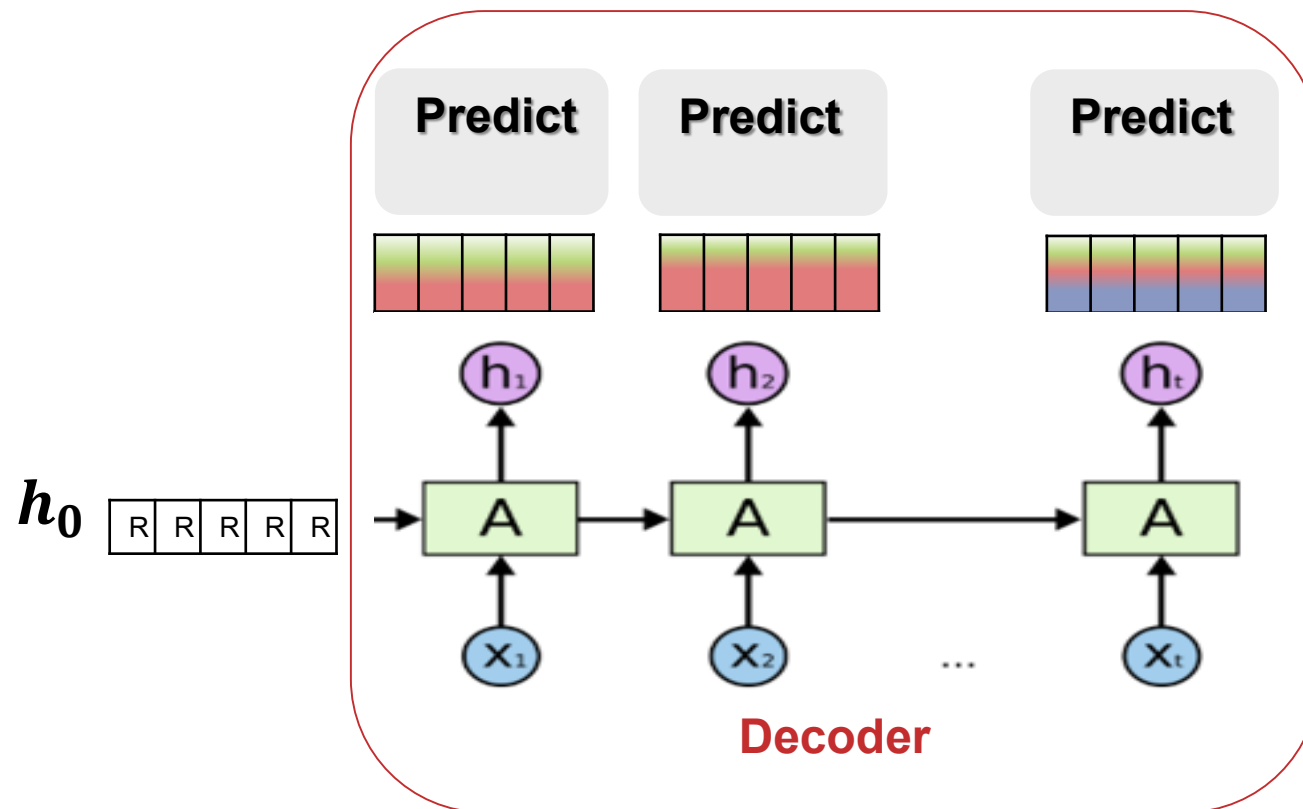 Predict Predict Predict
h₁ h₂ hₜ
h₀ R R R R R A A A
x₁ x₂ ... xₜ
Decoder